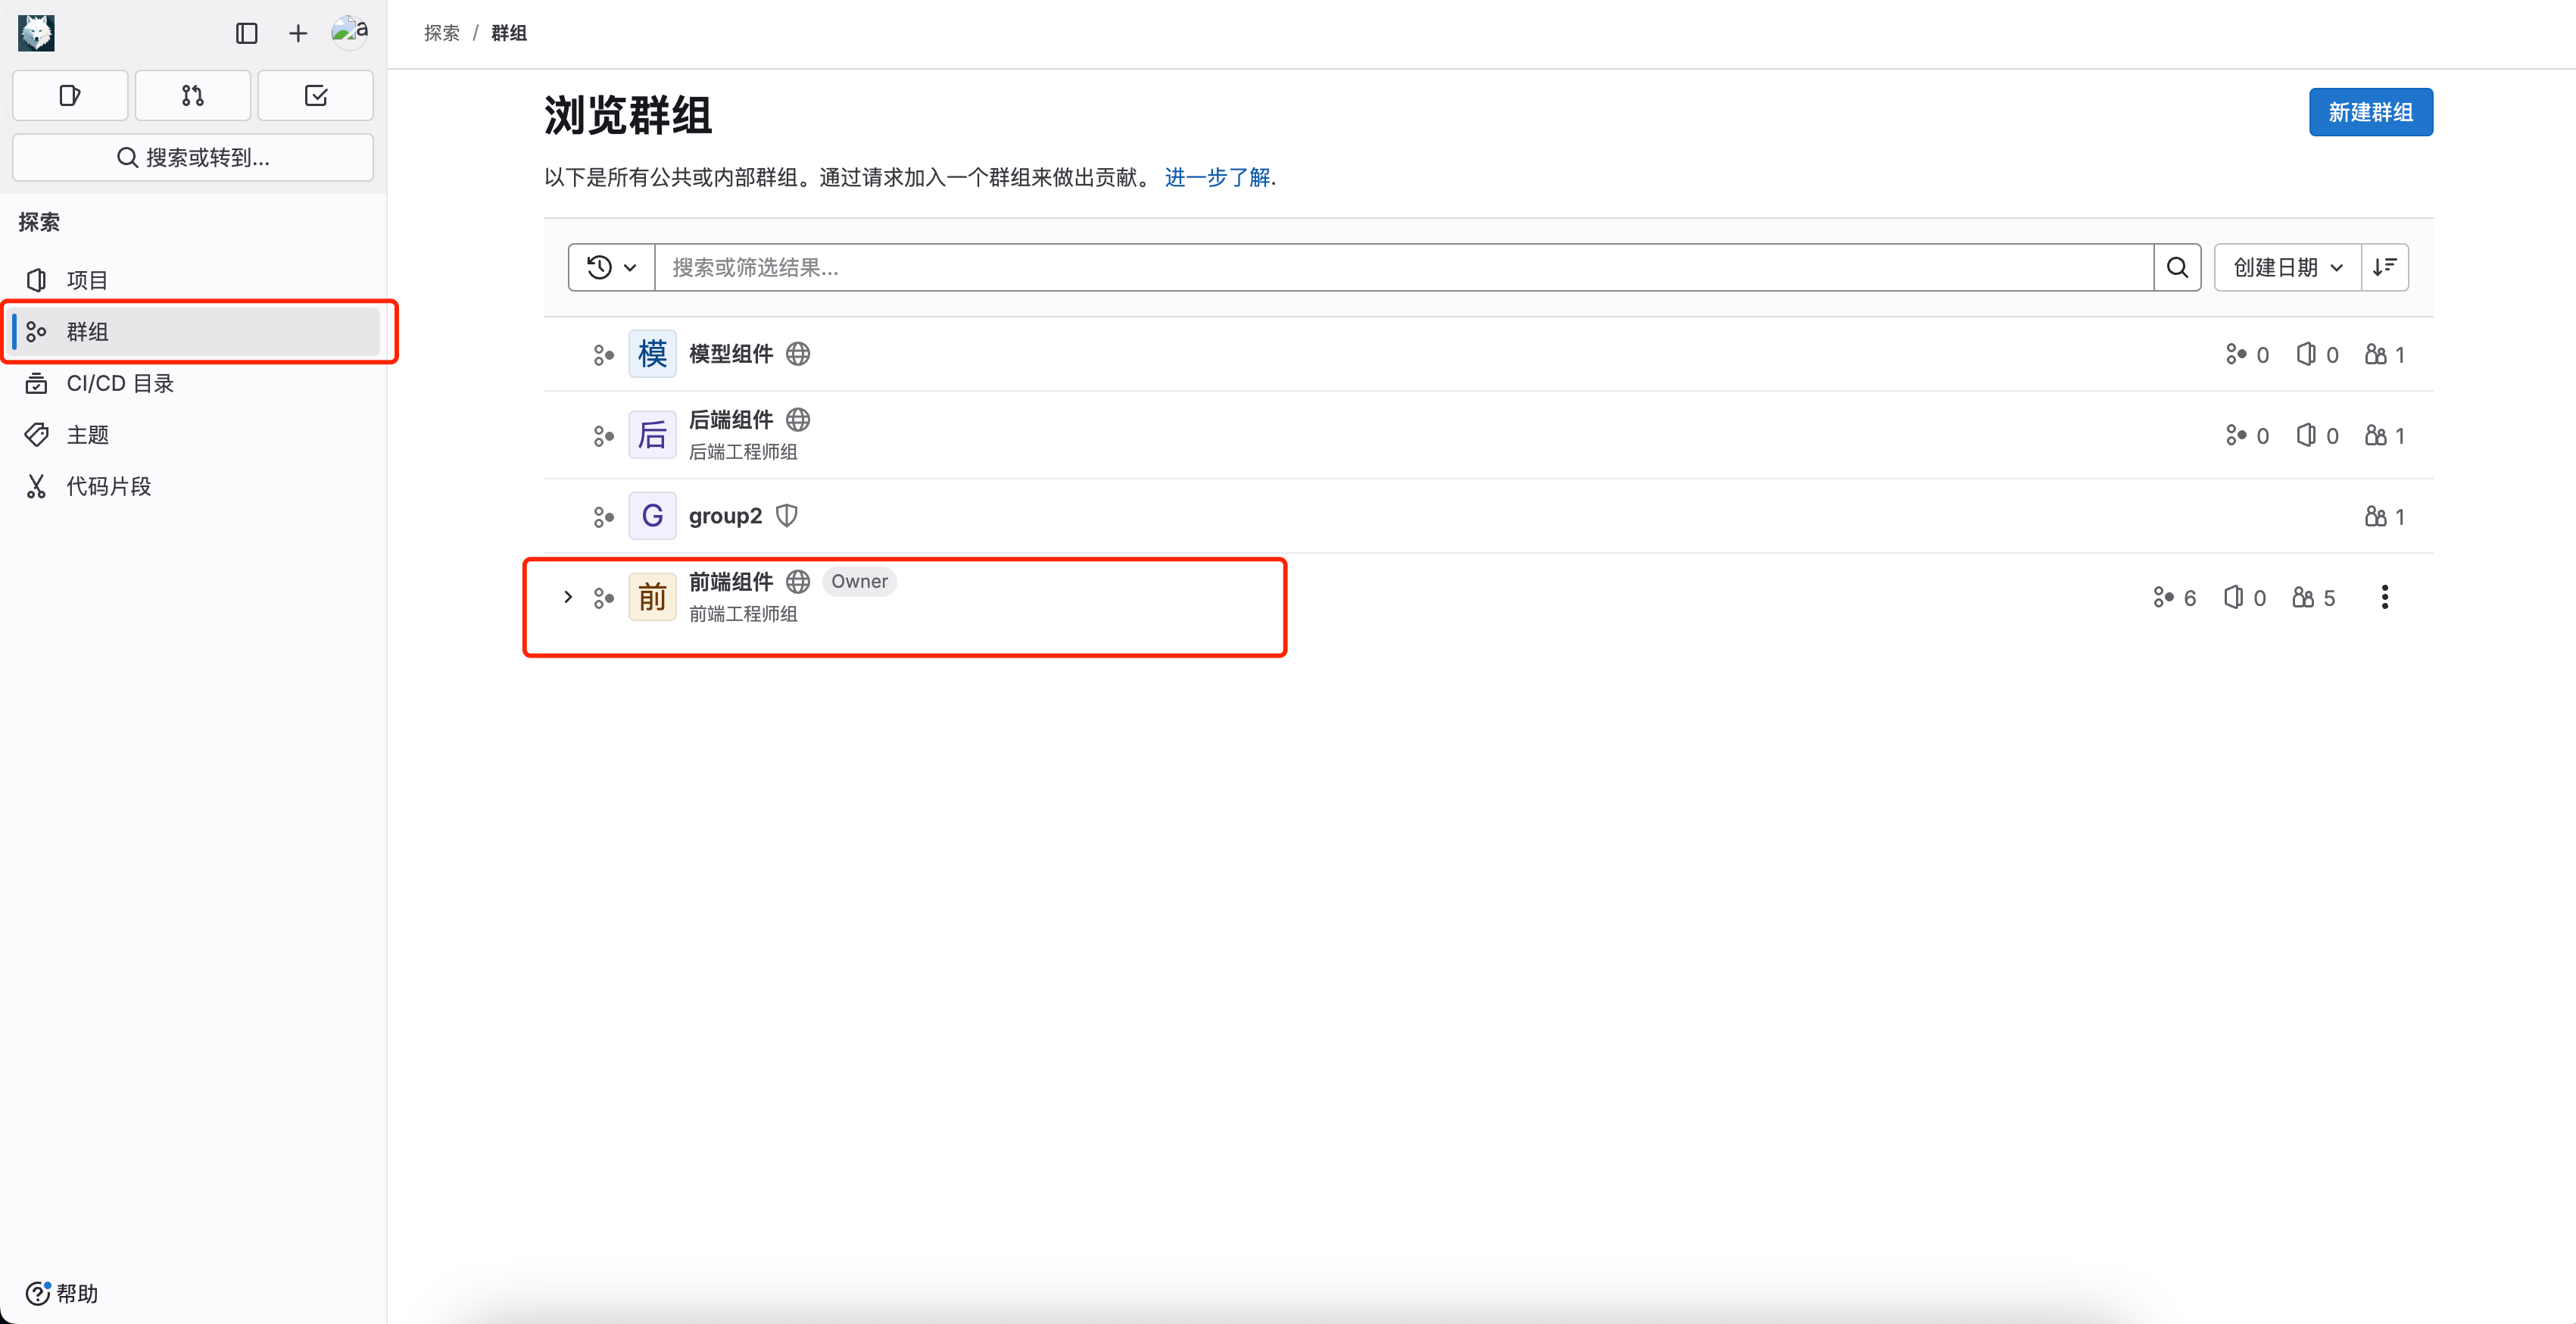 a
探索 / 群组
搜索或转到...
探索
项目
群组
CI/CD 目录
主题
代码片段
帮助
浏览群组
新建群组
以下是所有公共或内部群组。通过请求加入一个群组来做出贡献。 进一步了解.
搜索或筛选结果...
创建日期
模 模型组件 0 0 1
后 后端组件 0 0 1
后端工程师组
G group2 1
前 前端组件 Owner 6 0 5
前端工程师组